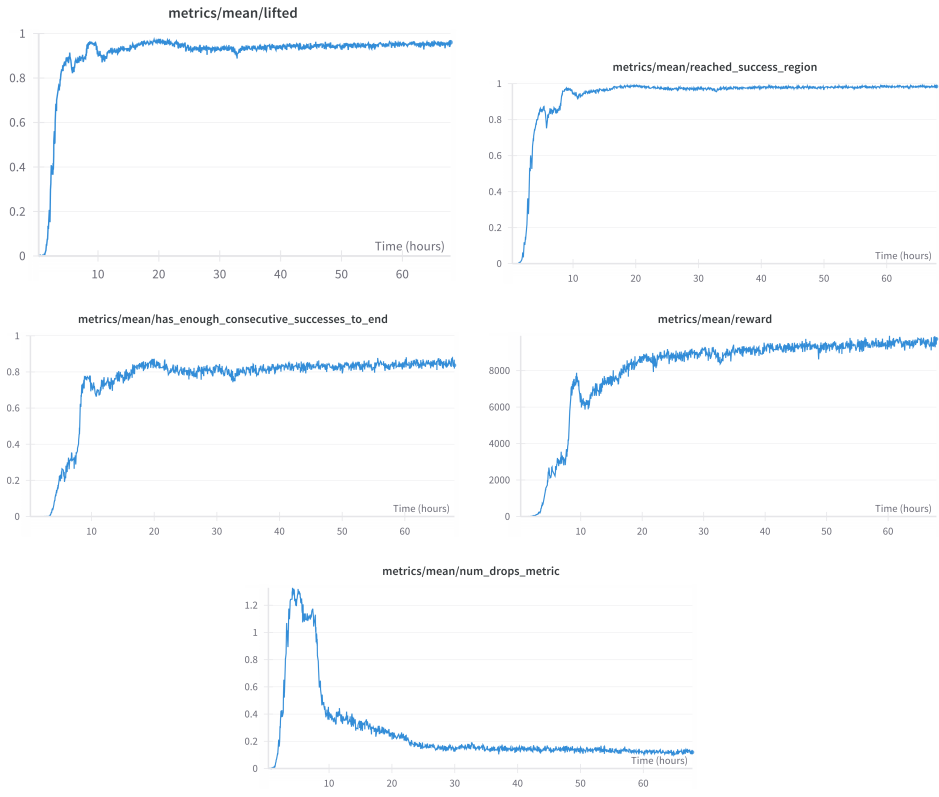 metrics/mean/lifted
1
0.8
0.6
0.4
0.2
0
Time (hours)
10 20 30 40 50 60
metrics/mean/reached_success_region
1
0.8
0.6
0.4
0.2
0
Time (hours)
10 20 30 40 50 60
metrics/mean/has_enough_consecutive_successes_to_end
1
0.8
0.6
0.4
0.2
0
Time (hours)
10 20 30 40 50 60
metrics/mean/reward
8000
6000
4000
2000
0
Time (hours)
10 20 30 40 50 60
metrics/mean/num_drops_metric
1.2
1
0.8
0.6
0.4
0.2
0
Time (hours)
10 20 30 40 50 60